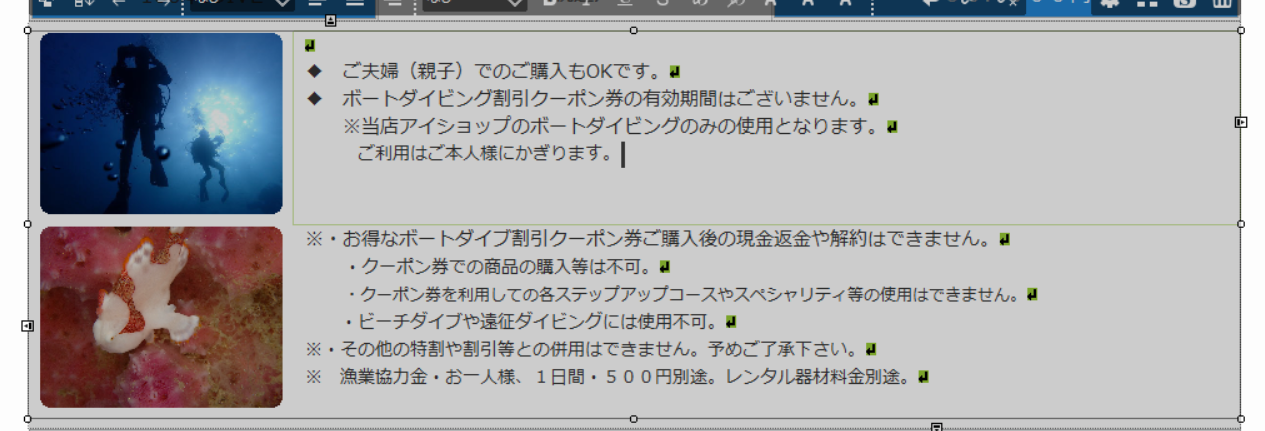 ◆ ご夫婦(親子)でのご購入もOKです。
◆ ボートダイビング割引クーポン券の有効期間はございません。
※当店アイショップのボートダイビングのみの使用となります。
ご利用はご本人様にかぎります。
※・お得なボートダイブ割引クーポン券ご購入後の現金返金や解約はできません。
・クーポン券での商品の購入等は不可。
・クーポン券を利用しての各ステップアップコースやスペシャリティ等の使用はできません。
・ビーチダイブや遠征ダイビングには使用不可。
※・その他の特割や割引等との併用はできません。予めご了承下さい。
※ 漁業協力金・お一人様、1日間・500円別途。レンタル器材料金別途。